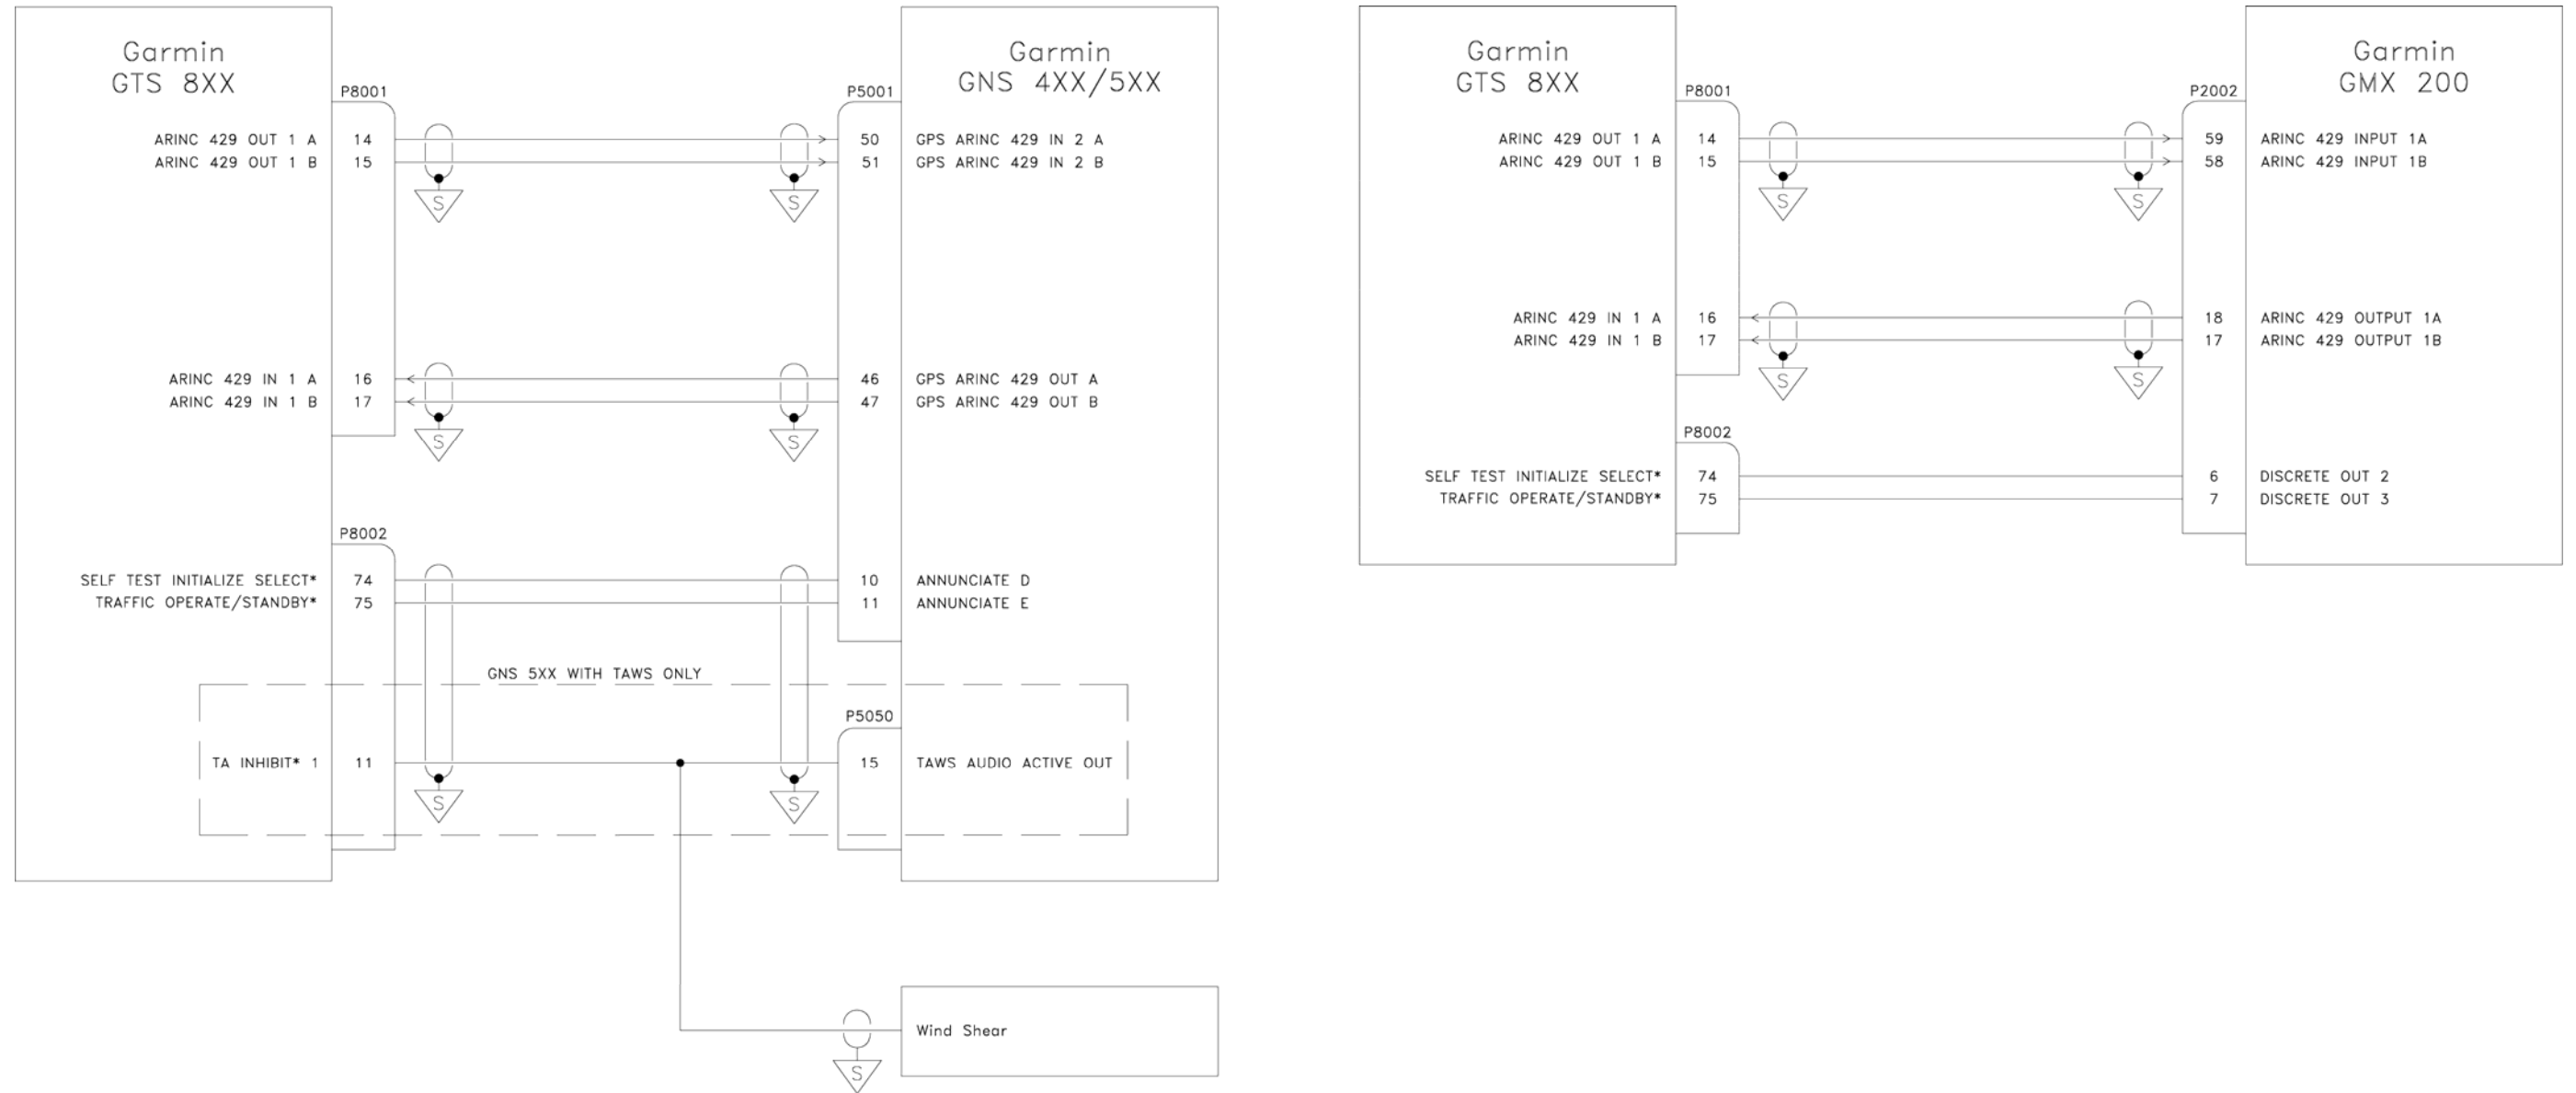 Garmin
GTS 8XX
P8001
ARINC 429 OUT 1 A 14
ARINC 429 OUT 1 B 15
ARINC 429 IN 1 A 16
ARINC 429 IN 1 B 17
P8002
SELF TEST INITIALIZE SELECT* 74
TRAFFIC OPERATE/STANDBY* 75
TA INHIBIT* 1 11
S
S
S
S
S
S
GNS 5XX WITH TAWS ONLY
Garmin
GNS 4XX/5XX
P5001
50 GPS ARINC 429 IN 2 A
51 GPS ARINC 429 IN 2 B
46 GPS ARINC 429 OUT A
47 GPS ARINC 429 OUT B
10 ANNUNCIATE D
11 ANNUNCIATE E
P5050
15 TAWS AUDIO ACTIVE OUT
Wind Shear
S
Garmin
GTS 8XX
P8001
ARINC 429 OUT 1 A 14
ARINC 429 OUT 1 B 15
ARINC 429 IN 1 A 16
ARINC 429 IN 1 B 17
P8002
SELF TEST INITIALIZE SELECT* 74
TRAFFIC OPERATE/STANDBY* 75
S
S
S
S
Garmin
GMX 200
P2002
59 ARINC 429 INPUT 1A
58 ARINC 429 INPUT 1B
18 ARINC 429 OUTPUT 1A
17 ARINC 429 OUTPUT 1B
6 DISCRETE OUT 2
7 DISCRETE OUT 3